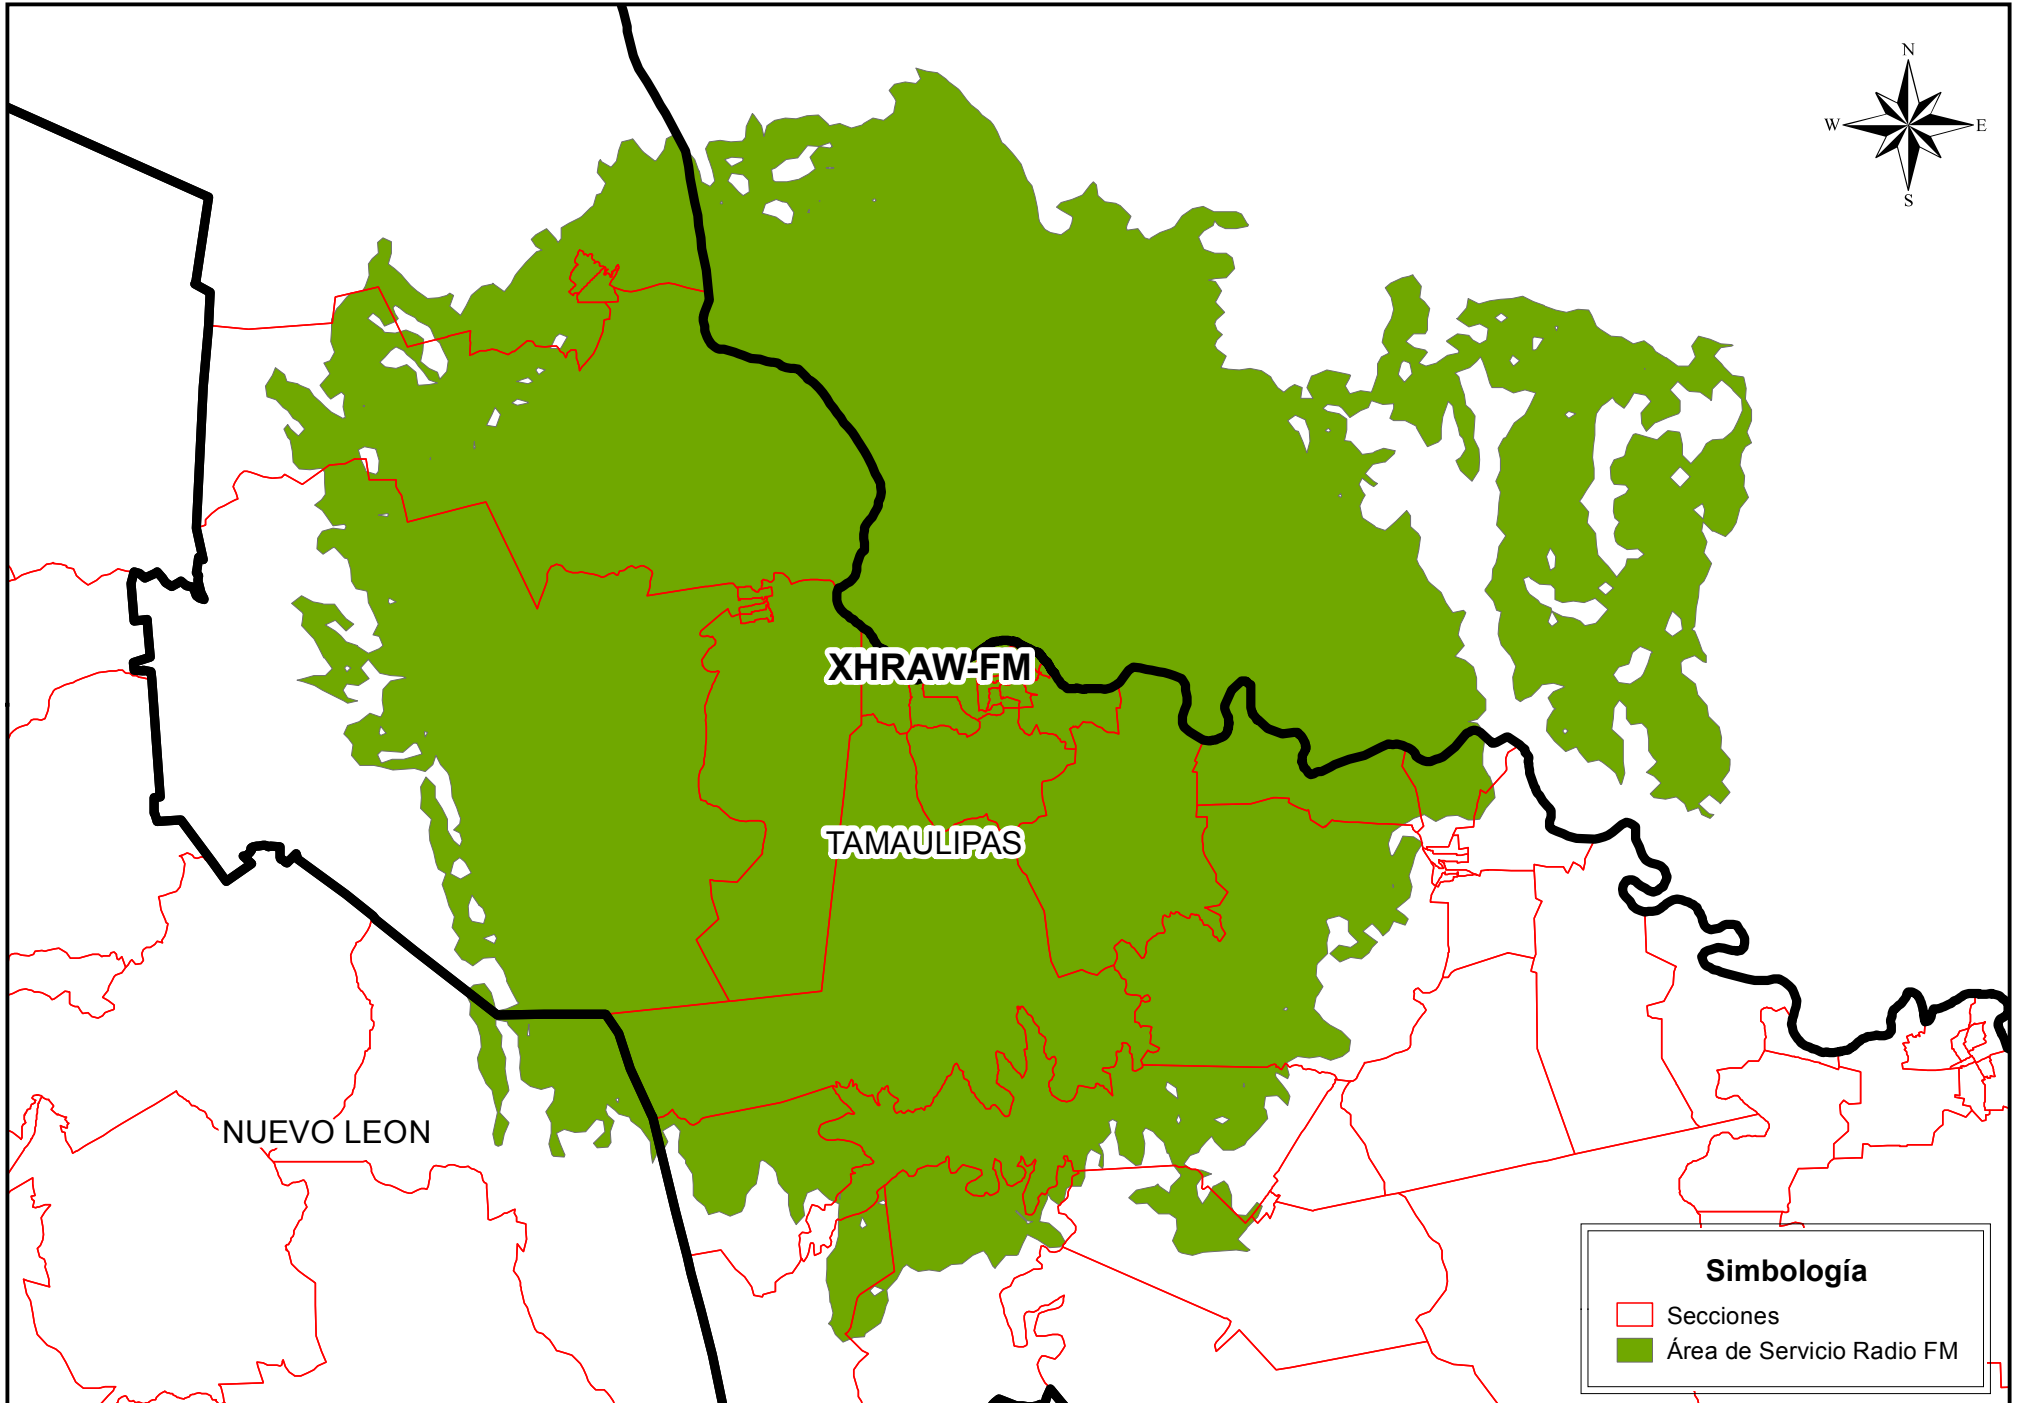 N
W E
S
XHRAW-FM
TAMAULIPAS
NUEVO LEON
Simbología
Secciones
Área de Servicio Radio FM